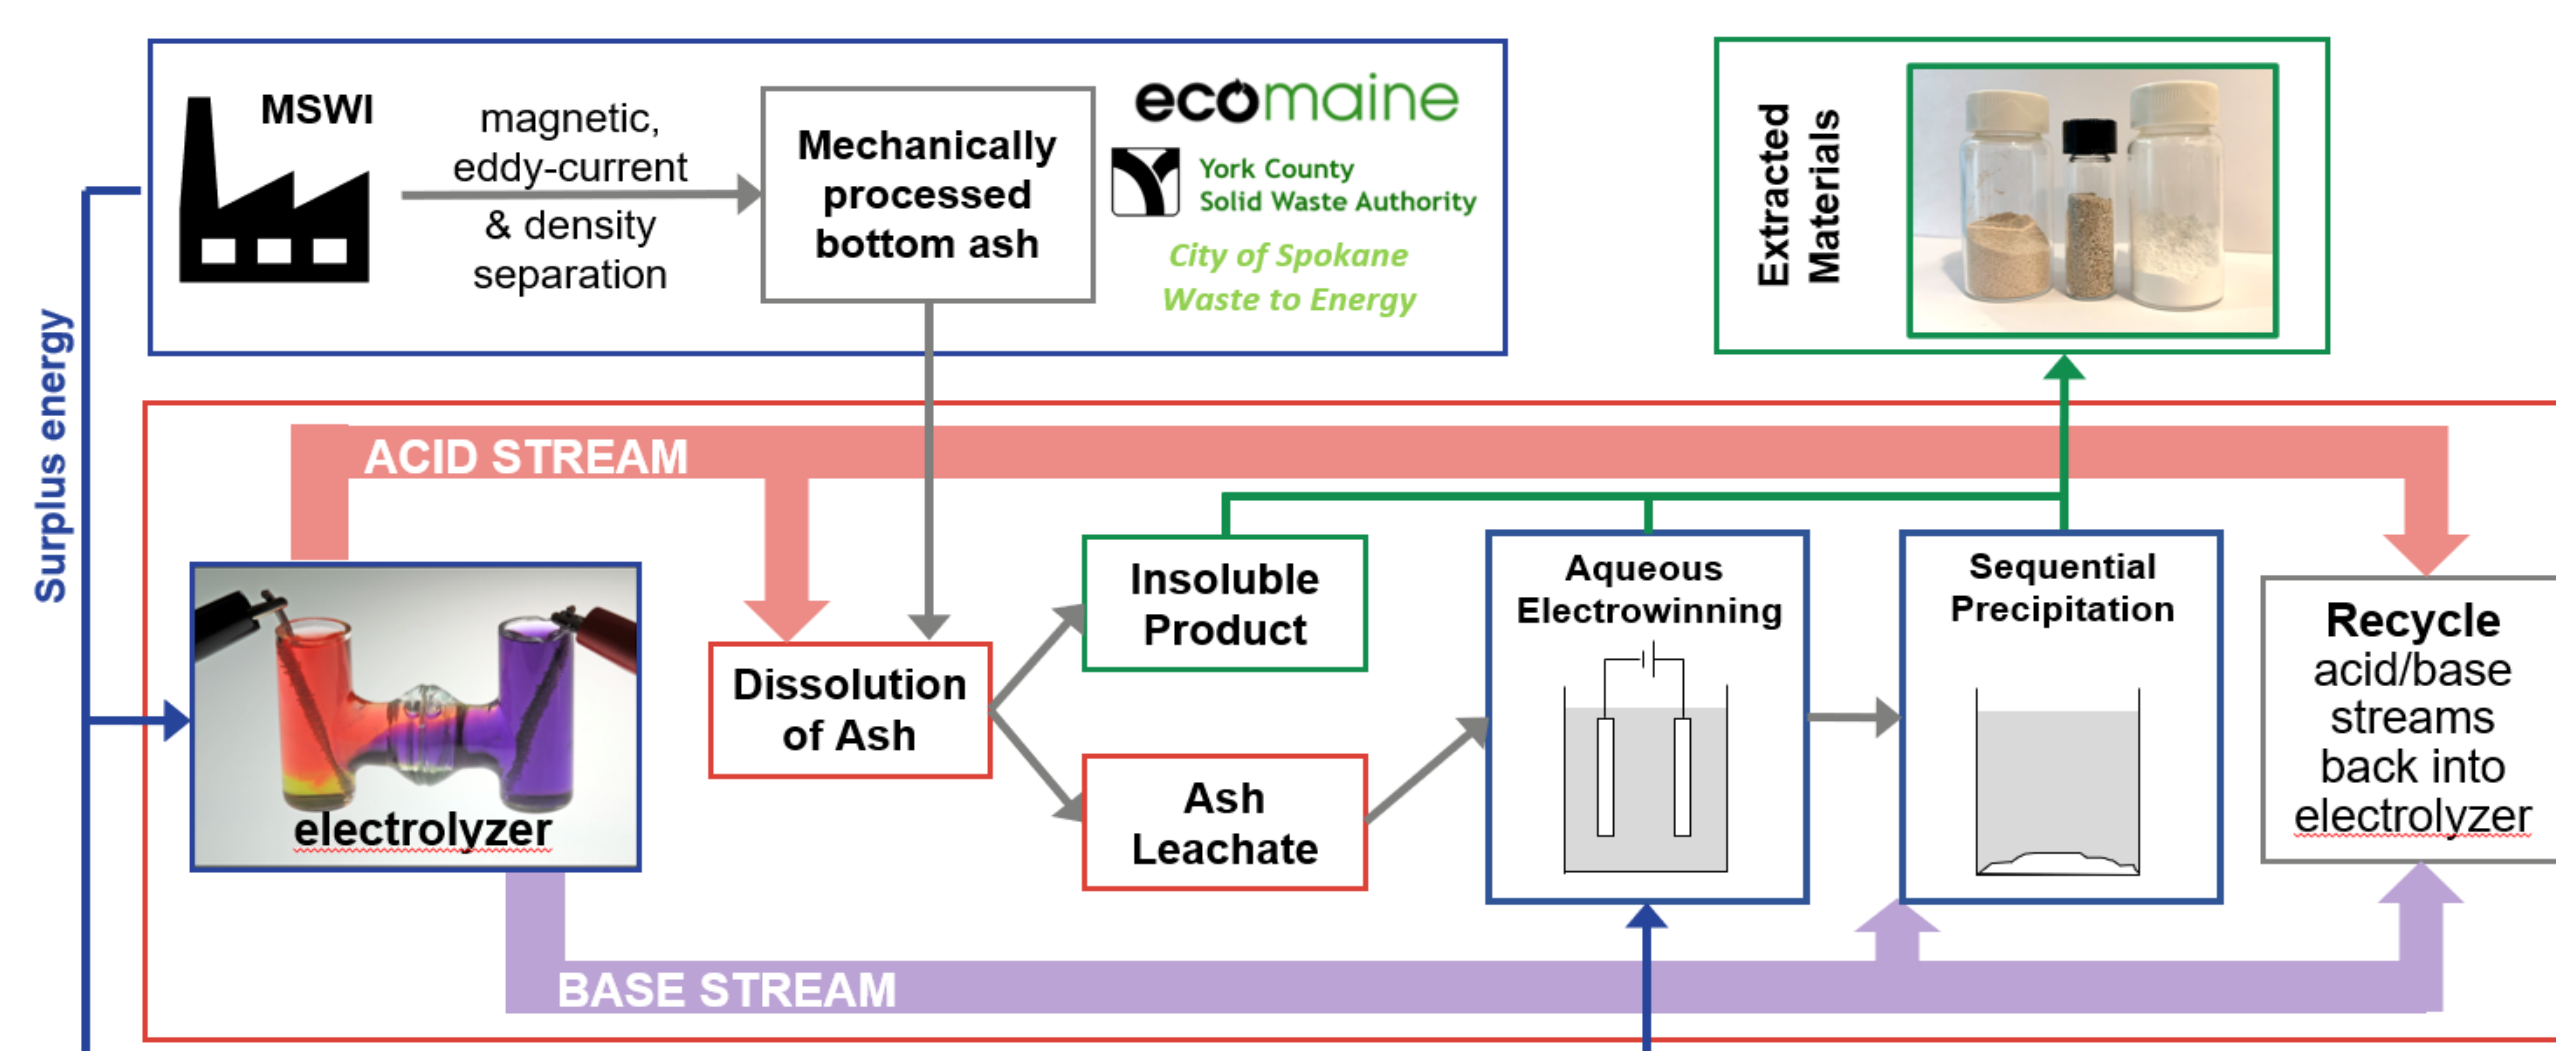 MSWI
magnetic,
eddy-current
& density
separation
Mechanically
processed
bottom ash
ecomaine
York County
Solid Waste Authority
City of Spokane
Waste to Energy
Extracted
Materials
Surplus energy
ACID STREAM
electrolyzer
Dissolution
of Ash
Insoluble
Product
Ash
Leachate
Aqueous
Electrowinning
Sequential
Precipitation
Recycle
acid/base
streams
back into
electrolyzer
BASE STREAM